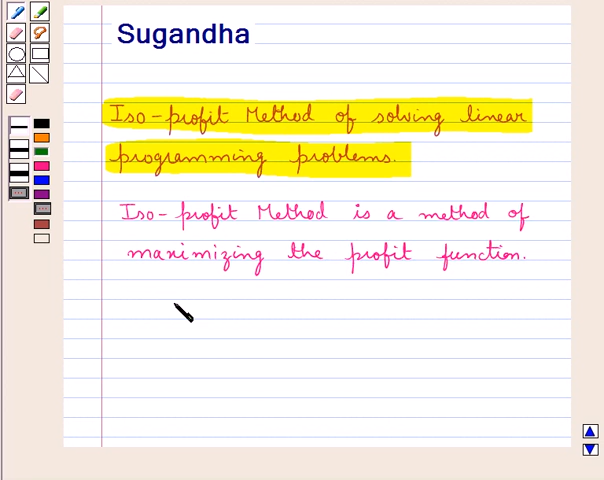 Sugandha
Iso-profit Method of solving linear
programming problems.
Iso-profit Method is a method of
maximizing the profit function.